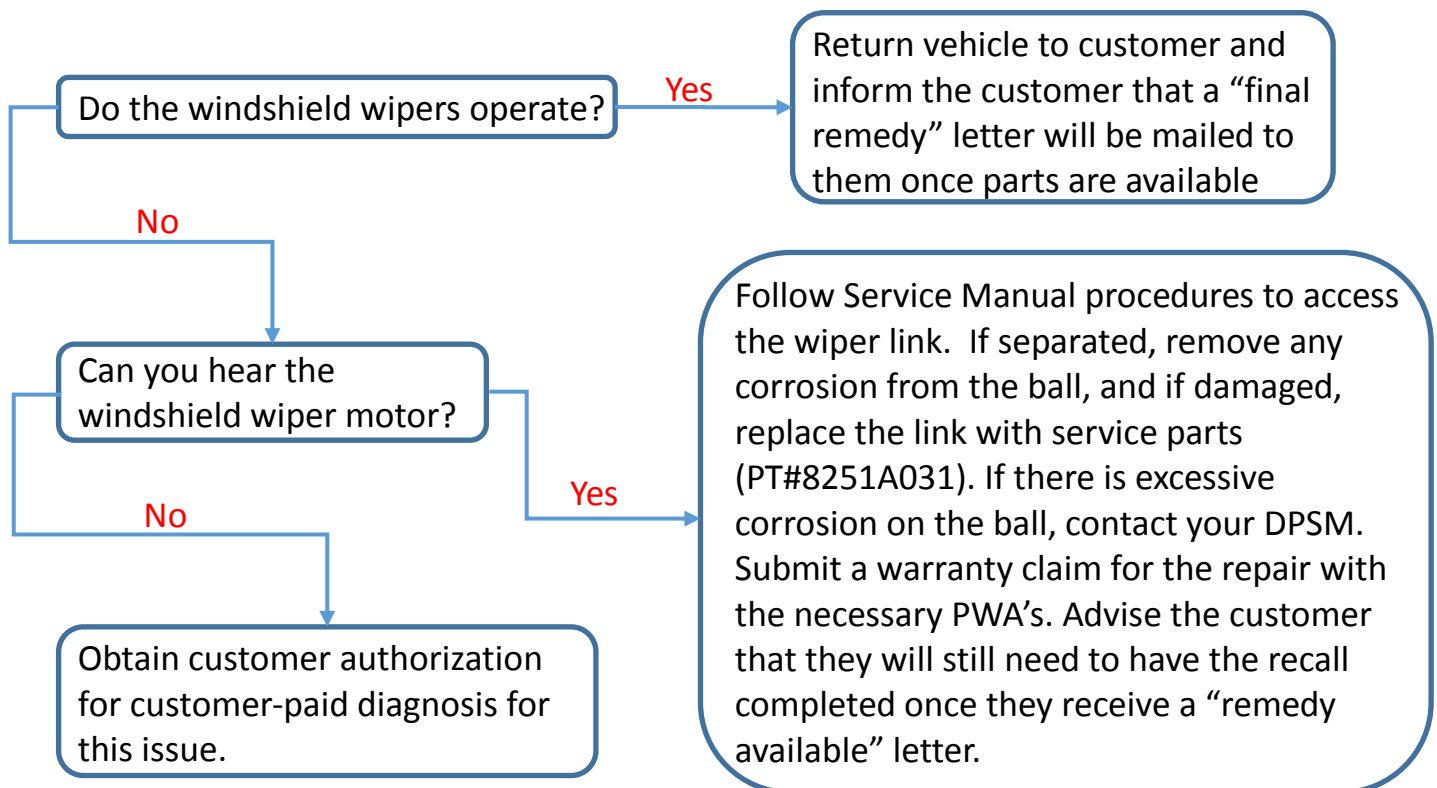 Do the windshield wipers operate?
Yes
Return vehicle to customer and
inform the customer that a “final
remedy” letter will be mailed to
them once parts are available
No
Can you hear the
windshield wiper motor?
Yes
Follow Service Manual procedures to access
the wiper link.  If separated, remove any
corrosion from the ball, and if damaged,
replace the link with service parts
(PT#8251A031). If there is excessive
corrosion on the ball, contact your DPSM.
Submit a warranty claim for the repair with
the necessary PWA’s. Advise the customer
that they will still need to have the recall
completed once they receive a “remedy
available” letter.
No
Obtain customer authorization
for customer-paid diagnosis for
this issue.